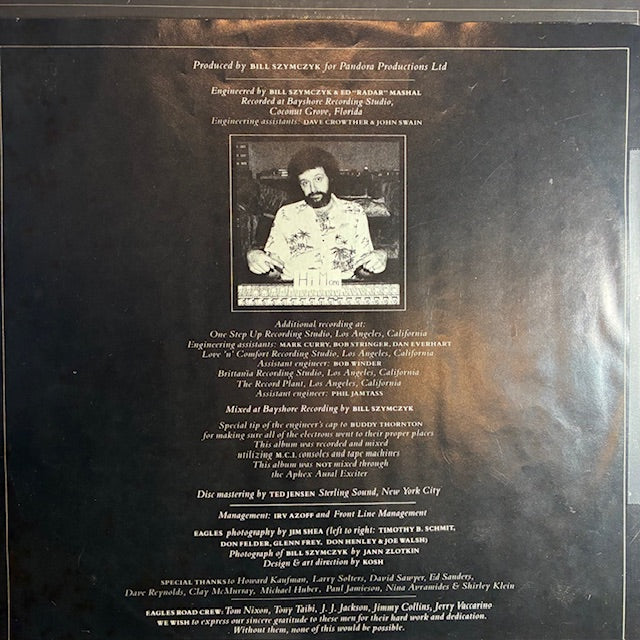 Produced by BILL SZYMCZYK for Pandora Productions Ltd
Engineered by BILL SZYMCZYK & ED "RADAR" MASHAL
Recorded at Bayshore Recording Studio,
Coconut Grove, Florida
Engineering assistants: DAVE CROWTHER & JOHN SWAIN
Hi Mom
Additional recording at:
One Step Up Recording Studio, Los Angeles, California
Engineering assistants: MARK CURRY, BOB STRINGER, DAN EVERHART
Love 'n' Comfort Recording Studio, Los Angeles, California
Assistant engineer: BOB WINDER
Brittania Recording Studio, Los Angeles, California
The Record Plant, Los Angeles, California
Assistant engineer: PHIL JAMTASS
Mixed at Bayshore Recording by BILL SZYMCZYK
Special tip of the engineer's cap to BUDDY THORNTON
for making sure all of the electrons went to their proper places
This album was recorded and mixed
utilizing M.C.I. consoles and tape machines
This album was NOT mixed through
the Aphex Aural Exciter
Disc mastering by TED JENSEN Sterling Sound, New York City
Management: IRV AZOFF and Front Line Management
EAGLES photography by JIM SHEA (left to right: TIMOTHY B. SCHMIT,
DON FELDER, GLENN FREY, DON HENLEY & JOE WALSH)
Photograph of BILL SZYMCZYK by JANN ZLOTKIN
Design & art direction by KOSH
SPECIAL THANKS to Howard Kaufman, Larry Solters, David Sawyer, Ed Sanders,
Dave Reynolds, Clay McMurray, Michael Huber, Paul Jamieson, Nina Avramides & Shirley Klein
EAGLES ROAD CREW: Tom Nixon, Tony Taibi, J. J. Jackson, Jimmy Collins, Jerry Vaccarino
WE WISH to express our sincere gratitude to these men for their hard work and dedication.
Without them, none of this would be possible.